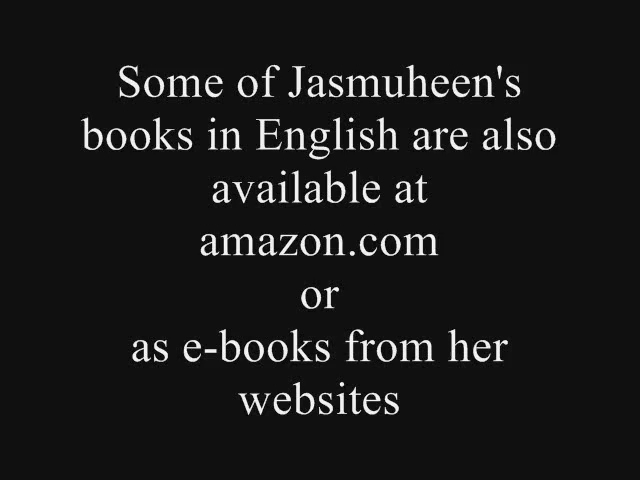 Some of Jasmuheen's
books in English are also
available at
amazon.com
or
as e-books from her
websites